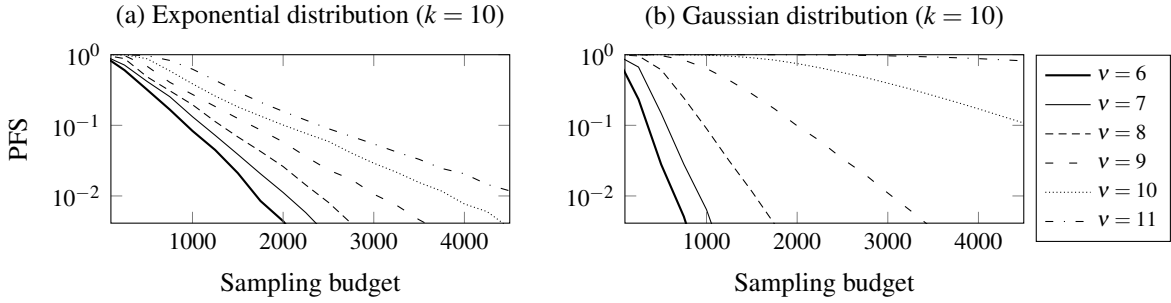 (a) Exponential distribution (k = 10)
(b) Gaussian distribution (k = 10)
PFS
10^0
10^−1
10^−2
1000 2000 3000 4000
Sampling budget
10^0
10^−1
10^−2
1000 2000 3000 4000
Sampling budget
ν = 6
ν = 7
ν = 8
ν = 9
ν = 10
ν = 11